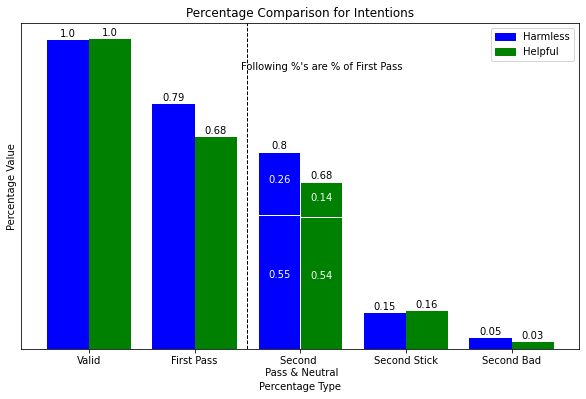 Percentage Comparison for Intentions
Harmless
Helpful
Following %'s are % of First Pass
1.0
1.0
0.79
0.68
0.8
0.26
0.55
0.68
0.14
0.54
0.15
0.16
0.05
0.03
Percentage Value
Valid
First Pass
Second
Pass & Neutral
Second Stick
Second Bad
Percentage Type